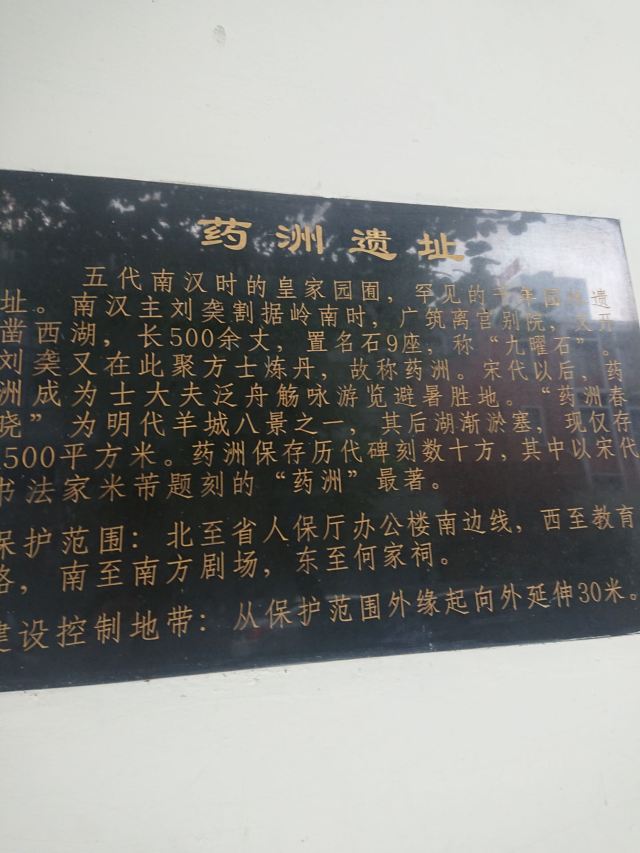 药洲遗址
五代南汉时的皇家园囿，罕见的千年园林遗
址。南汉主刘䶮割据岭南时，广筑离宫别院，又开
凿西湖，长500余丈，置名石9座，称“九曜石”。
刘䶮又在此聚方士炼丹，故称药洲。宋代以后，药
洲成为士大夫泛舟觞咏游览避暑胜地。“药洲春
晓”为明代羊城八景之一，其后湖渐淤塞，现仅存
500平方米。药洲保存历代碑刻数十方，其中以宋代
书法家米芾题刻的“药洲”最著。
保护范围：北至省人保厅办公楼南边线，西至教育
路，南至南方剧场，东至何家祠。
建设控制地带：从保护范围外缘起向外延伸30米。